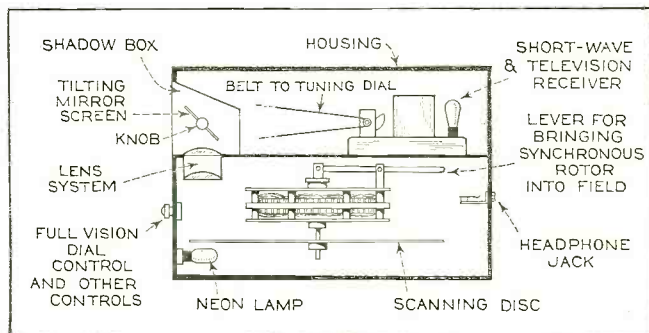 SHADOW BOX
HOUSING
SHORT-WAVE
& TELEVISION
RECEIVER
TILTING
MIRROR
SCREEN
BELT TO TUNING DIAL
KNOB
LEVER FOR
BRINGING
SYNCHRONOUS
ROTOR
INTO FIELD
LENS
SYSTEM
FULL VISION
DIAL
CONTROL
AND OTHER
CONTROLS
HEADPHONE
JACK
NEON LAMP
SCANNING DISC